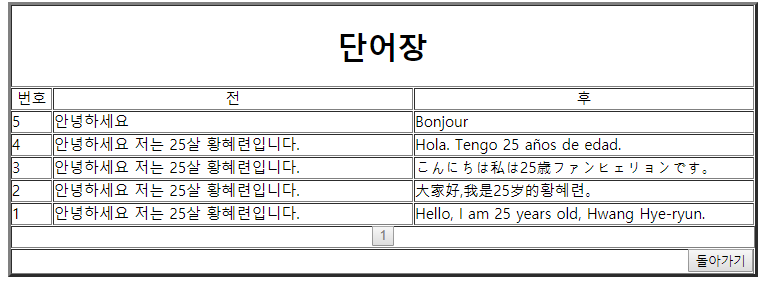 단어장
번호 전 후
5 안녕하세요 Bonjour
4 안녕하세요 저는 25살 황혜련입니다. Hola. Tengo 25 años de edad.
3 안녕하세요 저는 25살 황혜련입니다. こんにちは私は25歳ファンヒェリョンです。
2 안녕하세요 저는 25살 황혜련입니다. 大家好,我是25岁的황혜련。
1 안녕하세요 저는 25살 황혜련입니다. Hello, I am 25 years old, Hwang Hye-ryun.
1
돌아가기